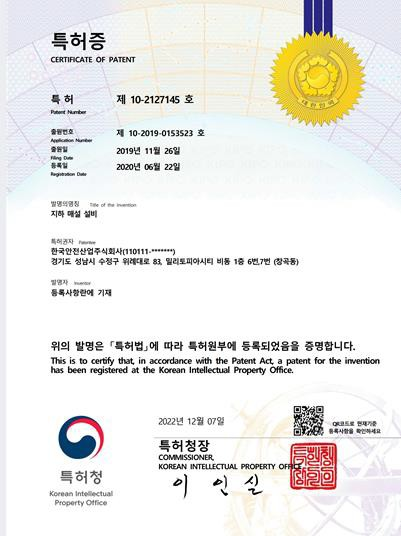 특허증
CERTIFICATE OF PATENT
대한민국
특 허
제 10-2127145 호
Patent Number
출원번호
제 10-2019-0153523 호
Application Number
출원일
2019년 11월 26일
Filing Date
등록일
2020년 06월 22일
Registration Date
발명의명칭 Title of the Invention
지하 매설 설비
특허권자 Patentee
한국안전산업주식회사(110111-*******)
경기도 성남시 수정구 위례대로 83, 밀리토피아시티 비동 1층 6번,7번 (창곡동)
발명자 Inventor
등록사항란에 기재
위의 발명은 「특허법」에 따라 특허원부에 등록되었음을 증명합니다.
This is to certify that, in accordance with the Patent Act, a patent for the invention
has been registered at the Korean Intellectual Property Office.
2022년 12월 07일
QR코드로 현재기준
등록사항을 확인하세요
특허청장
COMMISSIONER,
KOREAN INTELLECTUAL PROPERTY OFFICE
이 인 실
특허청
Korean Intellectual
Property Office